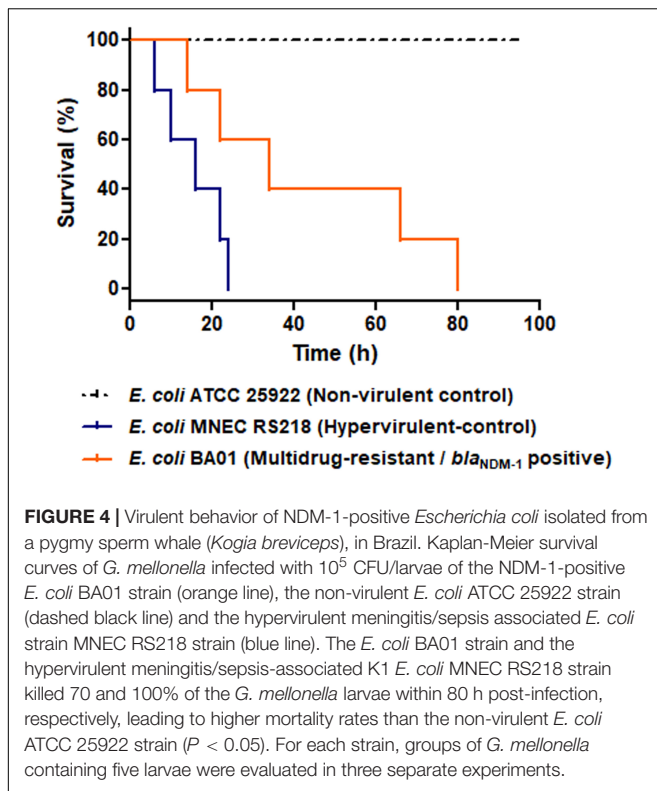 100
80
60
40
20
0
Survival (%)
0 20 40 60 80 100
Time (h)
E. coli ATCC 25922 (Non-virulent control)
E. coli MNEC RS218 (Hypervirulent-control)
E. coli BA01 (Multidrug-resistant / blaNDM-1 positive)
FIGURE 4 | Virulent behavior of NDM-1-positive Escherichia coli isolated from
a pygmy sperm whale (Kogia breviceps), in Brazil. Kaplan-Meier survival
curves of G. mellonella infected with 10⁵ CFU/larvae of the NDM-1-positive
E. coli BA01 strain (orange line), the non-virulent E. coli ATCC 25922 strain
(dashed black line) and the hypervirulent meningitis/sepsis associated E. coli
strain MNEC RS218 strain (blue line). The E. coli BA01 strain and the
hypervirulent meningitis/sepsis-associated K1 E. coli MNEC RS218 strain
killed 70 and 100% of the G. mellonella larvae within 80 h post-infection,
respectively, leading to higher mortality rates than the non-virulent E. coli
ATCC 25922 strain (P < 0.05). For each strain, groups of G. mellonella
containing five larvae were evaluated in three separate experiments.